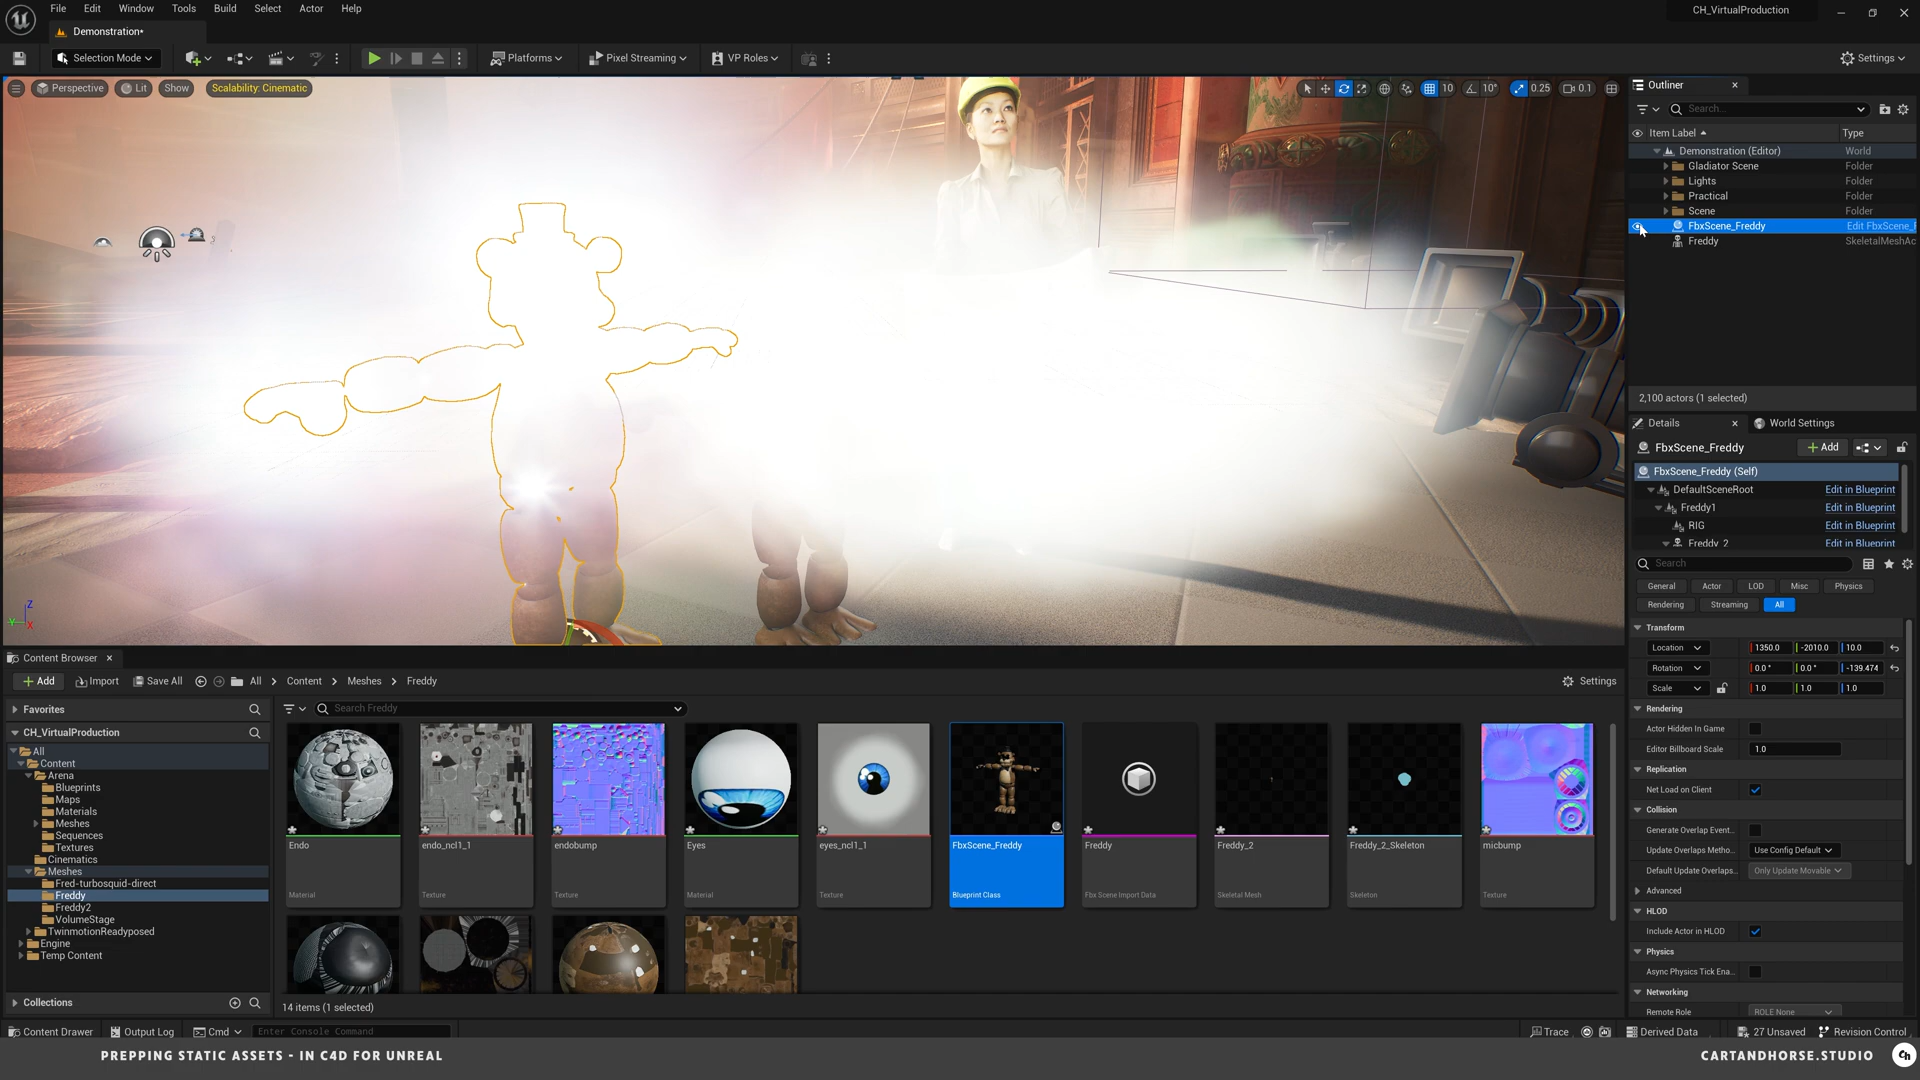 File Edit Window Tools Build Select Actor Help
CH_VirtualProduction
Demonstration*
Selection Mode
Platforms
Pixel Streaming
VP Roles
Settings
Perspective
Lit
Show
Scalability: Cinematic
10
10°
0.25
0.1
Outliner
Search...
Item Label
Type
Demonstration (Editor)
World
Gladiator Scene
Folder
Lights
Folder
Practical
Folder
Scene
Folder
FbxScene_Freddy
Edit FbxScene_F
Freddy
SkeletalMeshAc
2,100 actors (1 selected)
Details
World Settings
FbxScene_Freddy
Add
FbxScene_Freddy (Self)
DefaultSceneRoot
Edit in Blueprint
Freddy1
Edit in Blueprint
RIG
Edit in Blueprint
Freddy_2
Edit in Blueprint
Search
General
Actor
LOD
Misc
Physics
Rendering
Streaming
All
Transform
Location
1350.0
-2010.0
10.0
Rotation
0.0 °
0.0 °
-139.474
Scale
1.0
1.0
1.0
Rendering
Actor Hidden In Game
Editor Billboard Scale
1.0
Replication
Net Load on Client
Collision
Generate Overlap Event...
Update Overlaps Metho...
Use Config Default
Default Update Overlaps...
Only Update Movable
Advanced
HLOD
Include Actor in HLOD
Physics
Async Physics Tick Ena...
Networking
Remote Role
ROLE None
Z
Y
X
Content Browser
Add
Import
Save All
All
Content
Meshes
Freddy
Settings
Favorites
CH_VirtualProduction
All
Content
Arena
Blueprints
Maps
Materials
Meshes
Sequences
Textures
Cinematics
Meshes
Fred-turbosquid-direct
Freddy
Freddy2
VolumeStage
TwinmotionReadyposed
Engine
Temp Content
Collections
Search Freddy
Endo
Material
endo_ncl1_1
Texture
endobump
Texture
Eyes
Material
eyes_ncl1_1
Texture
FbxScene_Freddy
Blueprint Class
Freddy
Fbx Scene Import Data
Freddy_2
Skeletal Mesh
Freddy_2_Skeleton
Skeleton
micbump
Texture
14 items (1 selected)
Content Drawer
Output Log
Cmd
Enter Console Command
Trace
Derived Data
27 Unsaved
Revision Control
PREPPING STATIC ASSETS - IN C4D FOR UNREAL
CARTANDHORSE.STUDIO